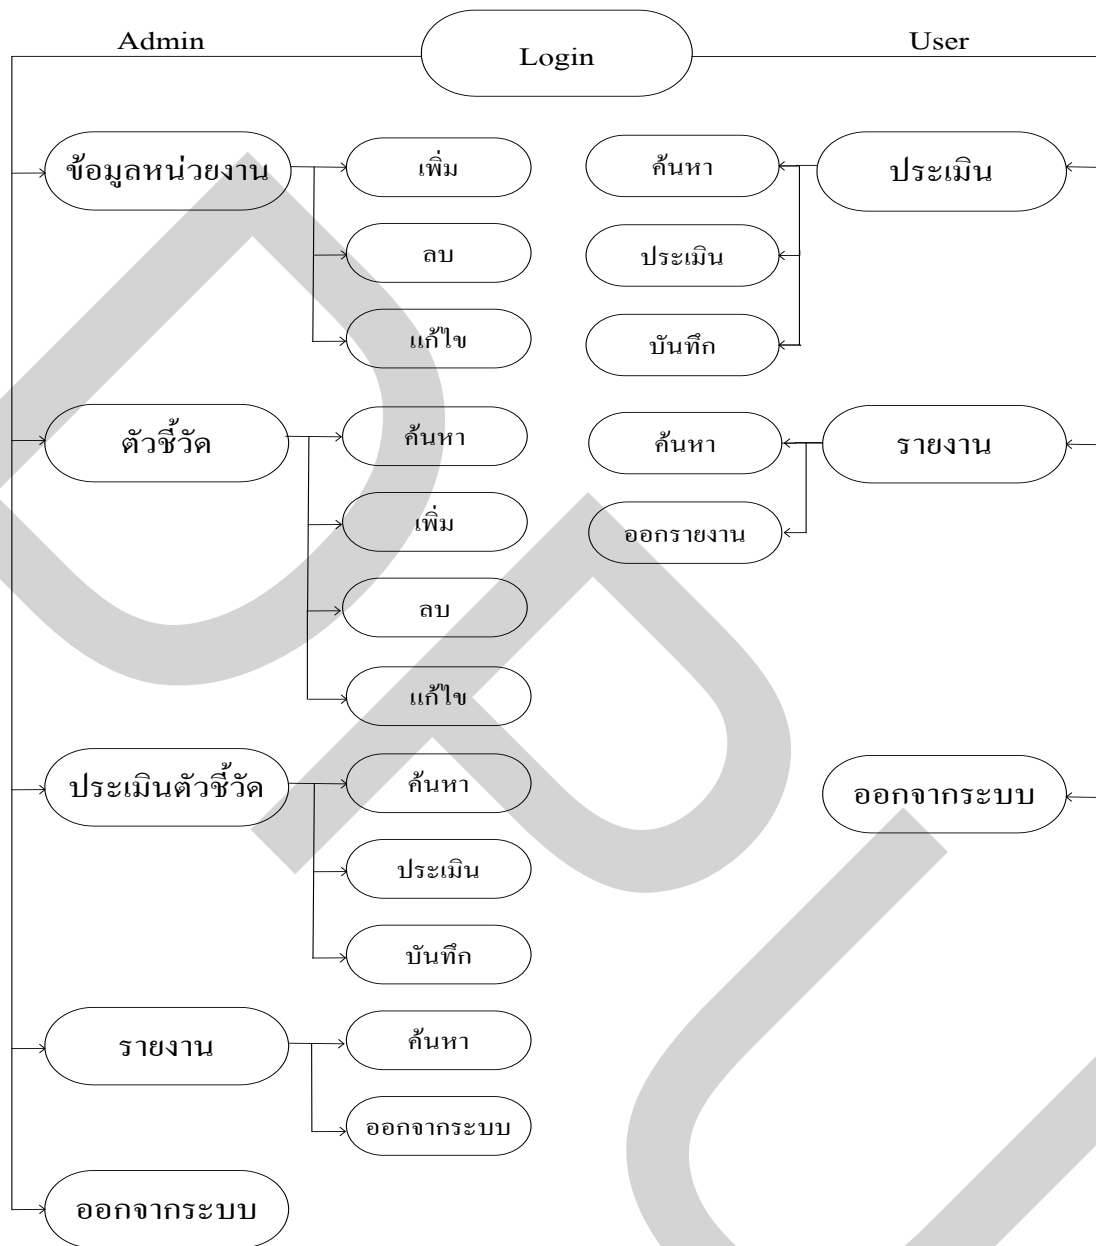 Admin
Login
User
ข้อมูลหน่วยงาน
เพิ่ม
ลบ
แก้ไข
ตัวชี้วัด
ค้นหา
เพิ่ม
ลบ
แก้ไข
ประเมินตัวชี้วัด
ค้นหา
ประเมิน
บันทึก
รายงาน
ค้นหา
ออกจากระบบ
ออกจากระบบ
ประเมิน
ค้นหา
ประเมิน
บันทึก
รายงาน
ค้นหา
ออกรายงาน
ออกจากระบบ
DPU